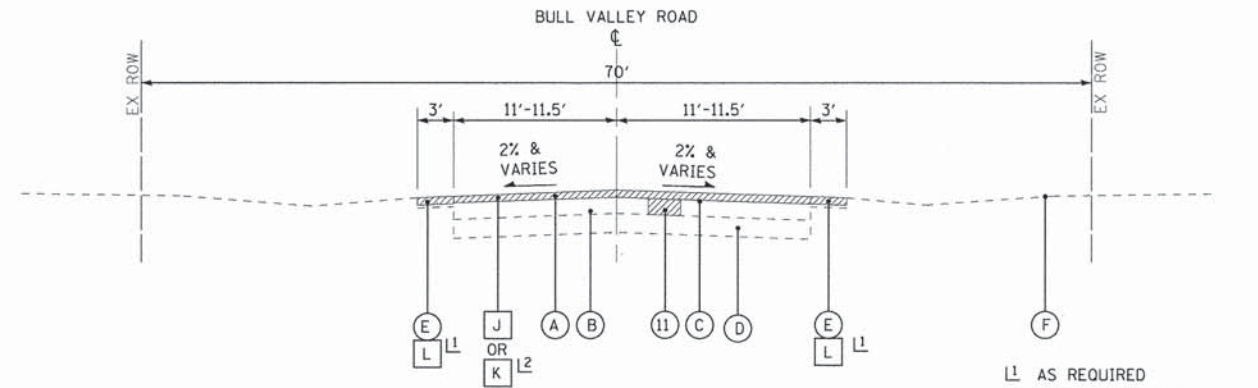 BULL VALLEY ROAD
℄
EX ROW
70'
EX ROW
3'
11'-11.5'
11'-11.5'
3'
2% &
VARIES
2% &
VARIES
E
J
A
B
11
C
D
E
F
L
1
OR
L
1
K
2
1 AS REQUIRED